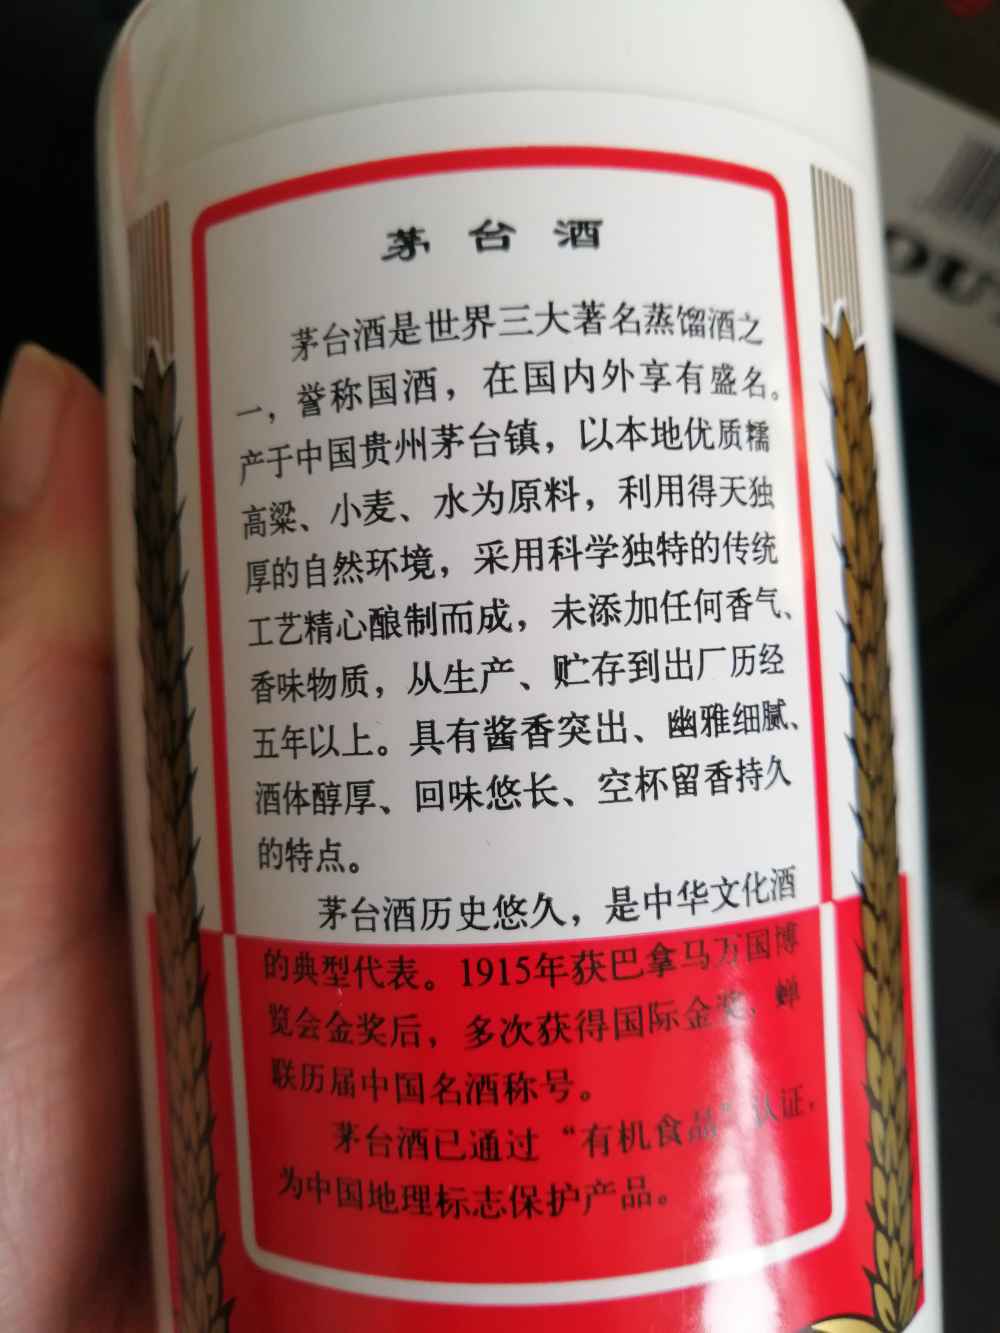 茅台酒
茅台酒是世界三大著名蒸馏酒之
一，誉称国酒，在国内外享有盛名。
产于中国贵州茅台镇，以本地优质糯
高粱、小麦、水为原料，利用得天独
厚的自然环境，采用科学独特的传统
工艺精心酿制而成，未添加任何香气、
香味物质，从生产、贮存到出厂历经
五年以上。具有酱香突出、幽雅细腻、
酒体醇厚、回味悠长、空杯留香持久
的特点。
茅台酒历史悠久，是中华文化酒
的典型代表。1915年获巴拿马万国博
览会金奖后，多次获得国际金奖，蝉
联历届中国名酒称号。
茅台酒已通过“有机食品”认证，
为中国地理标志保护产品。